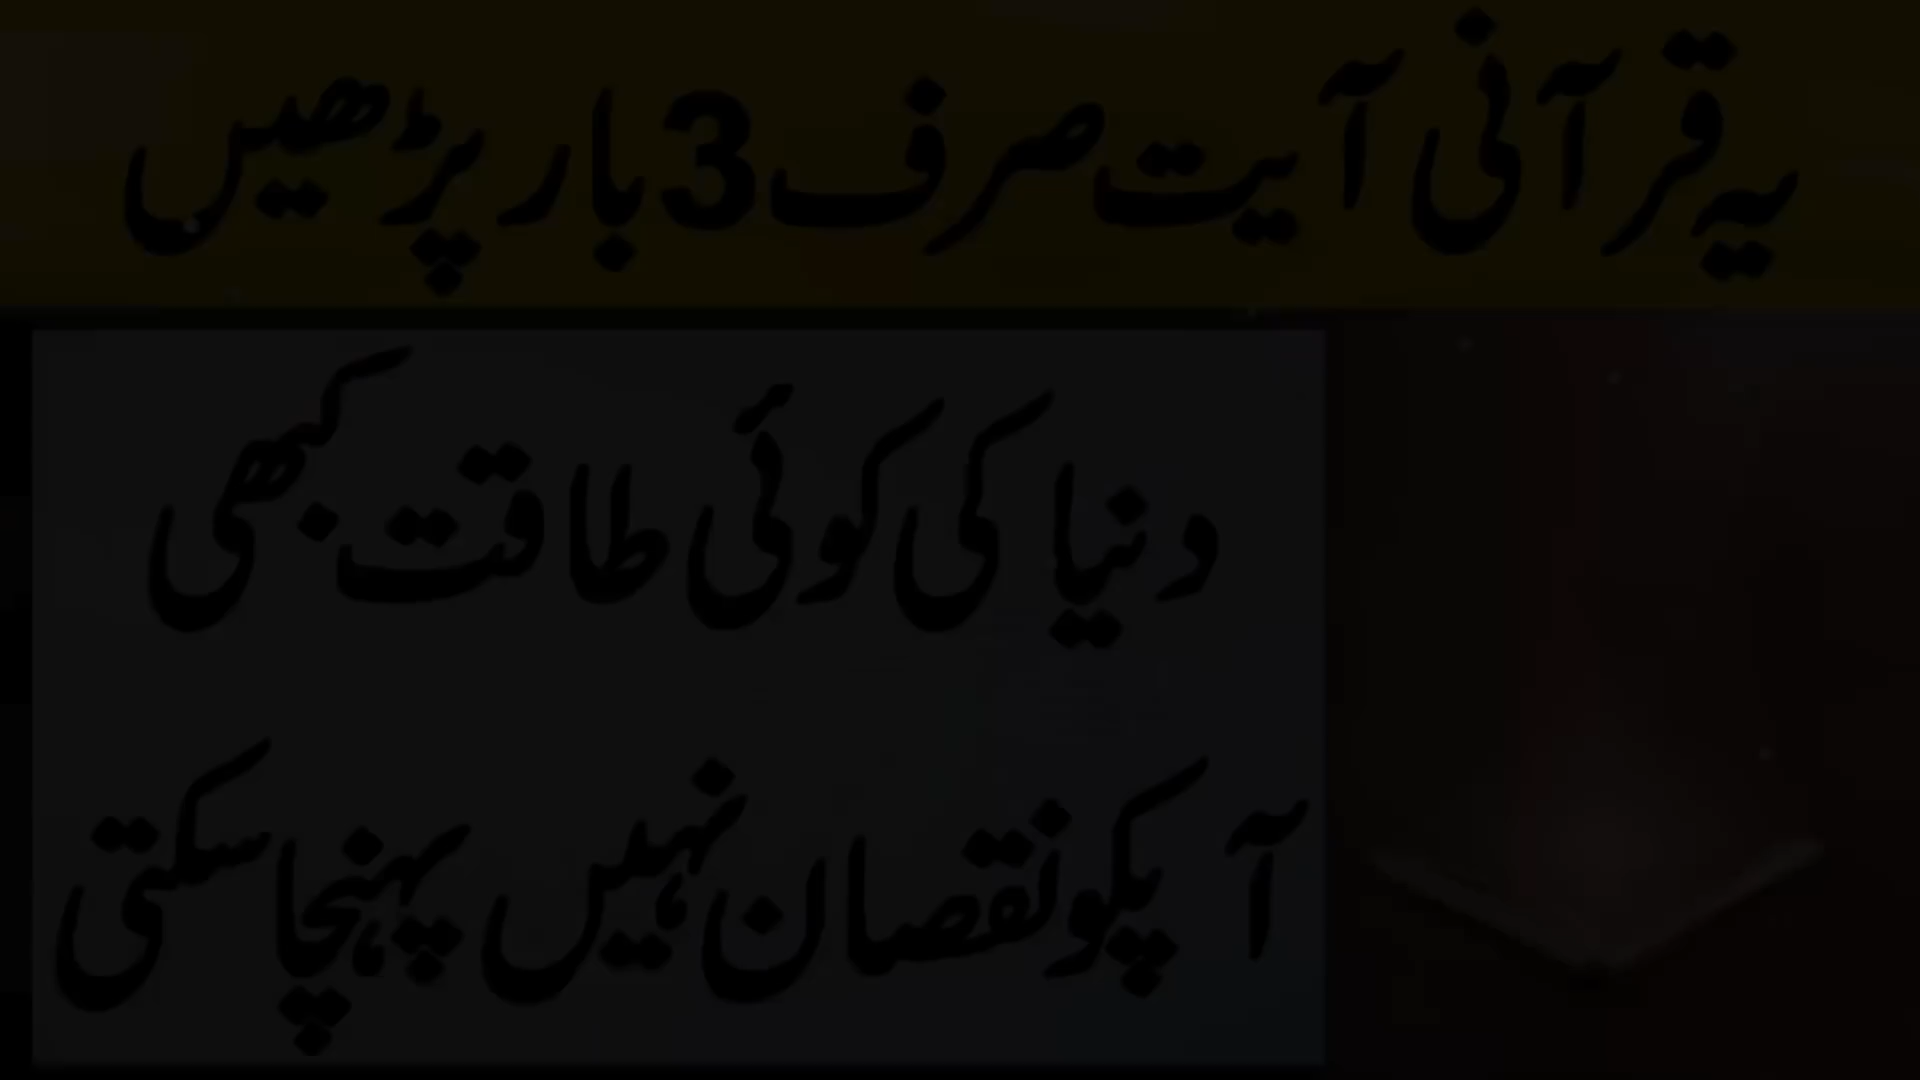 یہ قرآنی آیت صرف 3 بار پڑھیں
دنیا کی کوئی طاقت کبھی
آپکو نقصان نہیں پہنچا سکتی